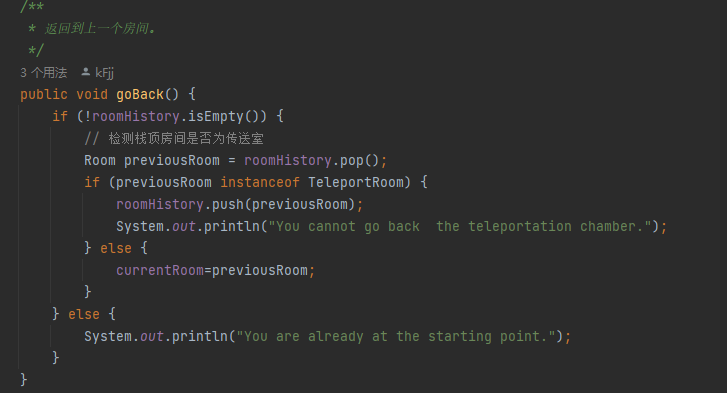 /**
 * 返回到上一个房间。
 */
3 个用法 kFjj
public void goBack() {
    if (!roomHistory.isEmpty()) {
        // 检测栈顶房间是否为传送室
        Room previousRoom = roomHistory.pop();
        if (previousRoom instanceof TeleportRoom) {
            roomHistory.push(previousRoom);
            System.out.println("You cannot go back  the teleportation chamber.");
        } else {
            currentRoom=previousRoom;
        }
    } else {
        System.out.println("You are already at the starting point.");
    }
}